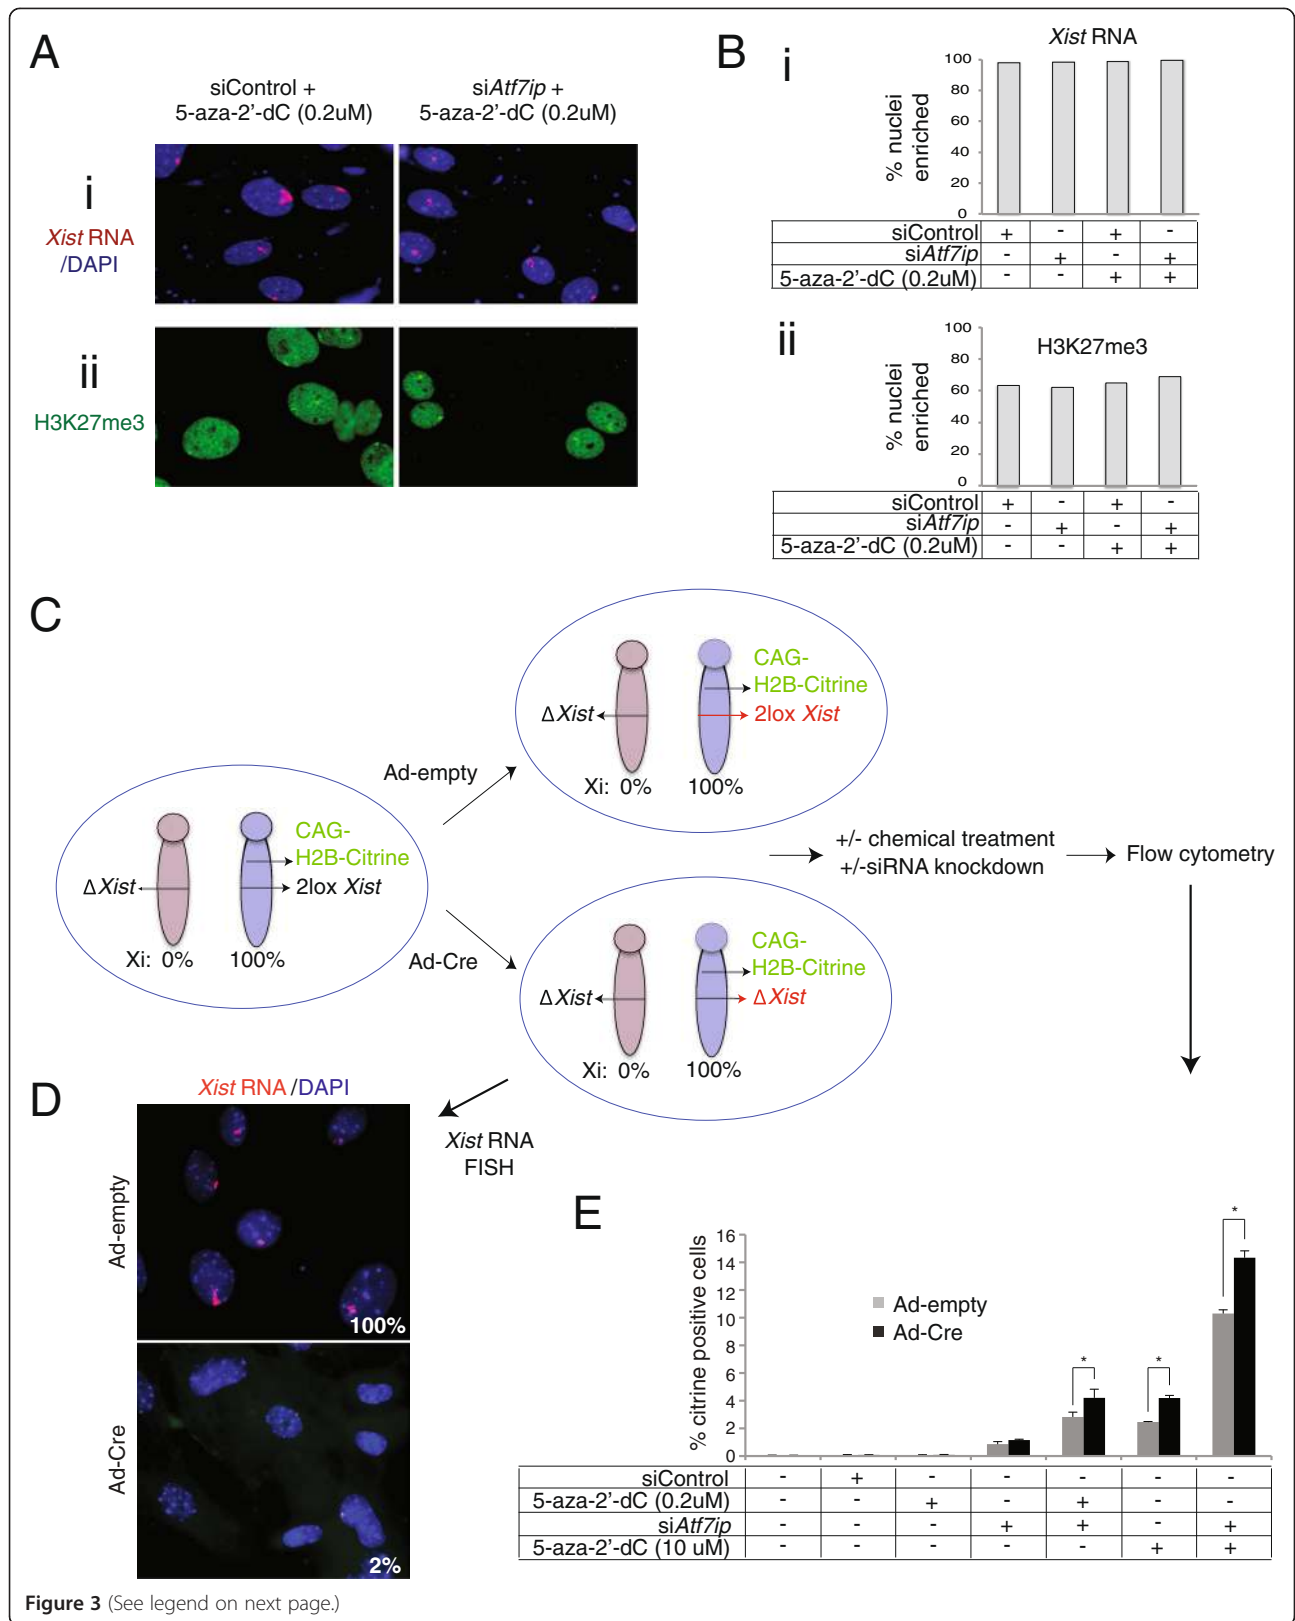 A
siControl +
5-aza-2'-dC (0.2uM)
siAtf7ip +
5-aza-2'-dC (0.2uM)
i
Xist RNA
/DAPI
ii
H3K27me3
B
i
Xist RNA
% nuclei
enriched
100
80
60
40
20
0
siControl + - + -
siAtf7ip - + - +
5-aza-2'-dC (0.2uM) - - + +
ii
H3K27me3
% nuclei
enriched
100
80
60
40
20
0
siControl + - + -
siAtf7ip - + - +
5-aza-2'-dC (0.2uM) - - + +
C
ΔXist
CAG-
H2B-Citrine
2lox Xist
Xi: 0% 100%
Ad-empty
Ad-Cre
ΔXist
CAG-
H2B-Citrine
2lox Xist
Xi: 0% 100%
ΔXist
CAG-
H2B-Citrine
ΔXist
Xi: 0% 100%
+/- chemical treatment
+/-siRNA knockdown
Flow cytometry
Xist RNA
FISH
D
Xist RNA /DAPI
Ad-empty
100%
Ad-Cre
2%
E
% citrine positive cells
16
14
12
10
8
6
4
2
0
Ad-empty
Ad-Cre
*
*
*
siControl - + - - - - -
5-aza-2'-dC (0.2uM) - - + - + - -
siAtf7ip - - - + + - +
5-aza-2'-dC (10 uM) - - - - - + +
Figure 3 (See legend on next page.)